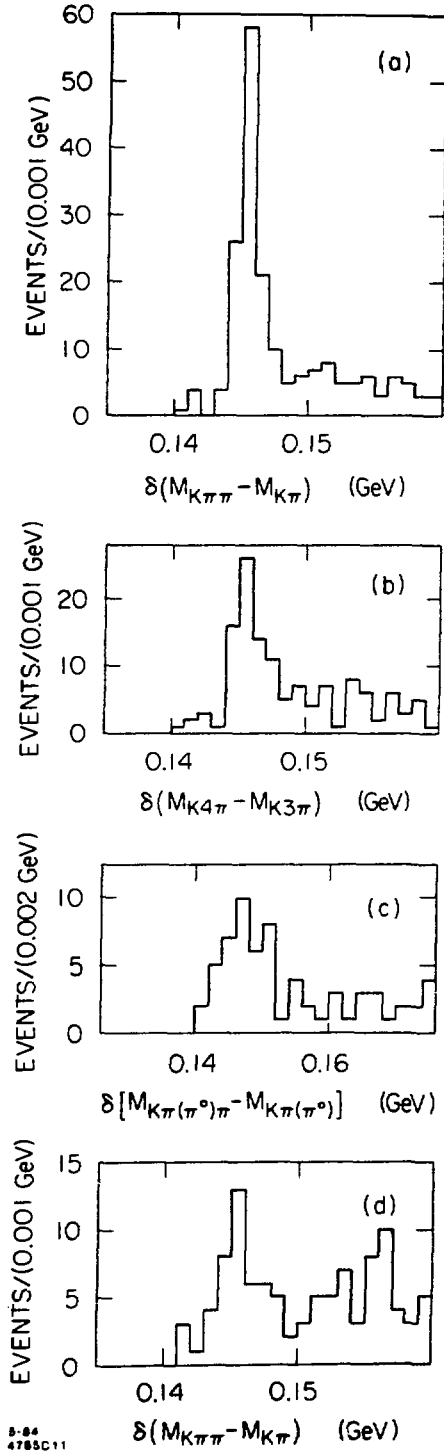 60
50
40
30
20
10
0
EVENTS/(0.001 GeV)
(a)
0.14 0.15
δ(MKππ - MKπ) (GeV)
20
10
0
EVENTS/(0.001 GeV)
(b)
0.14 0.15
δ(MK4π - MK3π) (GeV)
10
5
0
EVENTS/(0.002 GeV)
(c)
0.14 0.16
δ[MKπ(π°)π - MKπ(π°)] (GeV)
15
10
5
0
EVENTS/(0.001 GeV)
(d)
0.14 0.15
δ(MKππ - MKπ) (GeV)
8-84
4785C11